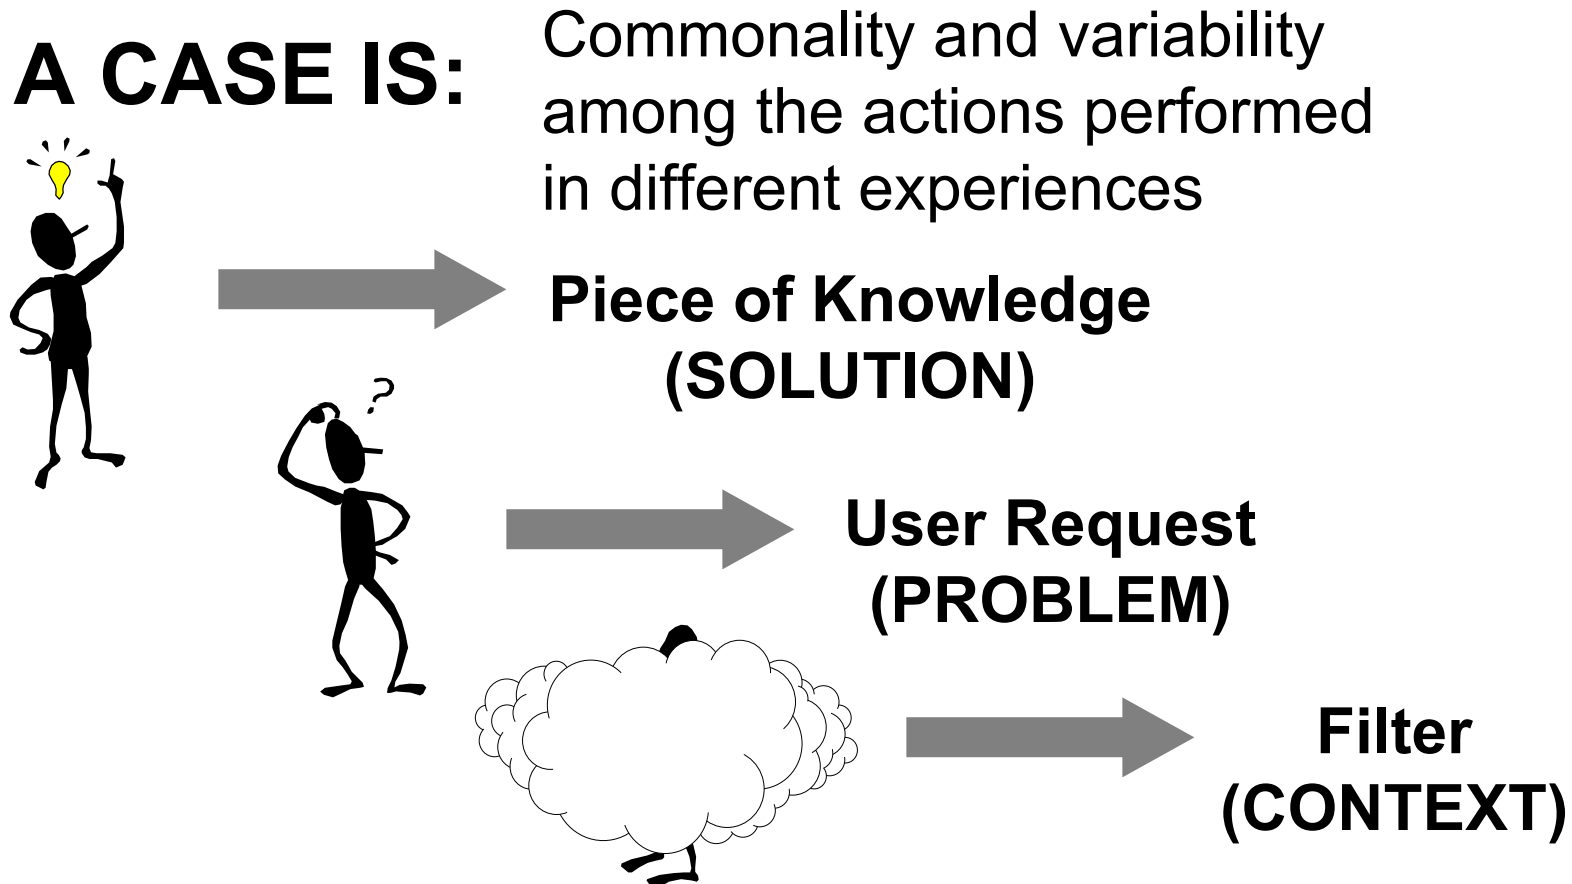 A CASE IS:
Commonality and variability
among the actions performed
in different experiences
Piece of Knowledge
(SOLUTION)
?
User Request
(PROBLEM)
Filter
(CONTEXT)